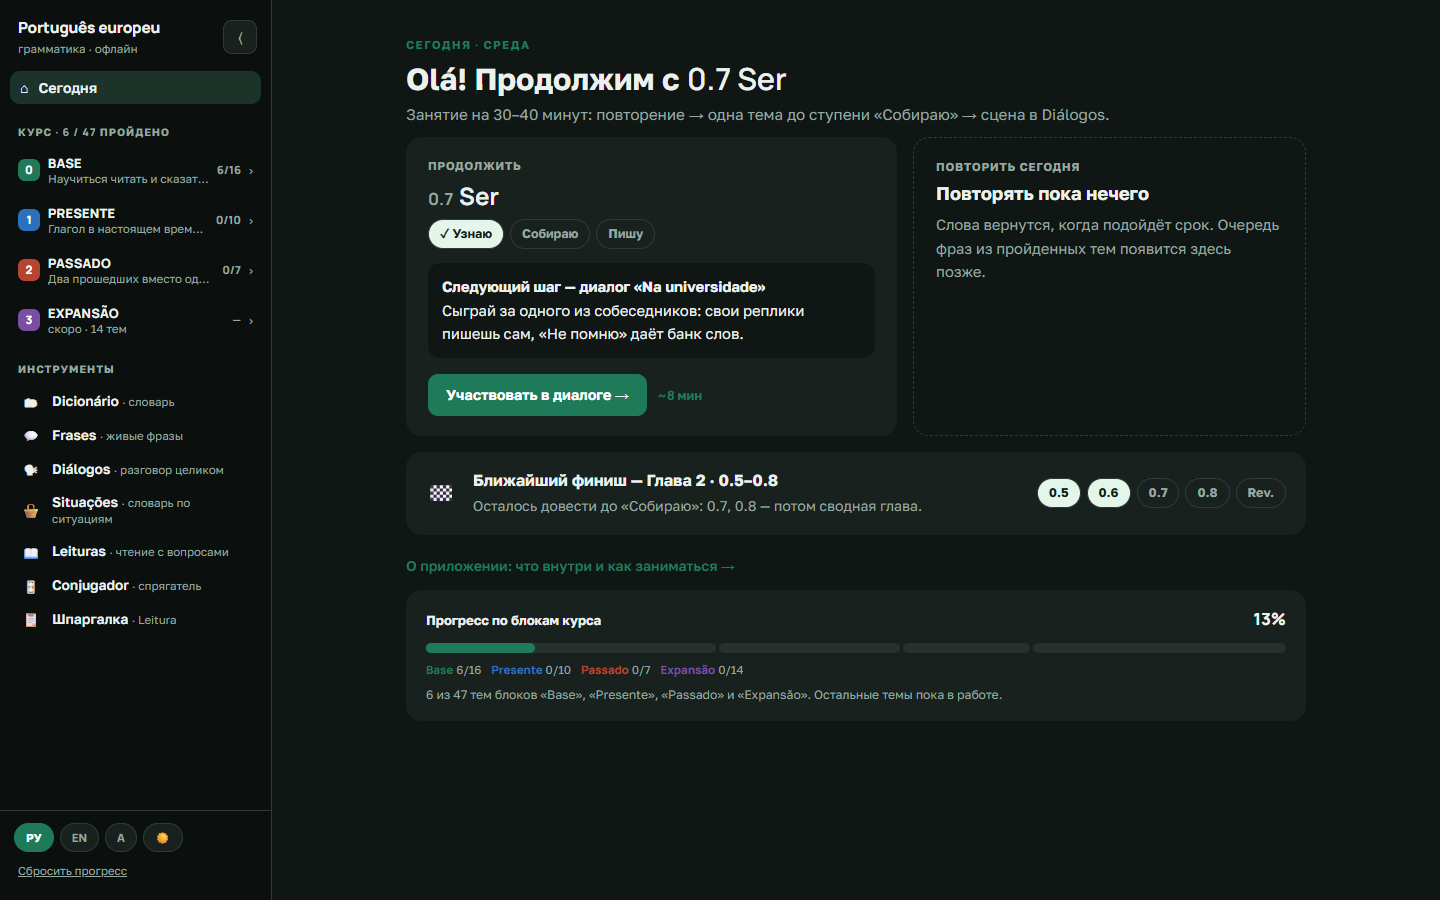 Português europeu
грамматика · офлайн
⟨
Сегодня
КУРС · 6 / 47 ПРОЙДЕНО
0 BASE 6/16 ›
Научиться читать и сказат…
1 PRESENTE 0/10 ›
Глагол в настоящем врем…
2 PASSADO 0/7 ›
Два прошедших вместо од…
3 EXPANSÃO – ›
скоро · 14 тем
ИНСТРУМЕНТЫ
Dicionário · словарь
Frases · живые фразы
Diálogos · разговор целиком
Situações · словарь по
ситуациям
Leituras · чтение с вопросами
Conjugador · спрягатель
Шпаргалка · Leitura
РУ EN A
Сбросить прогресс
СЕГОДНЯ · СРЕДА
Olá! Продолжим с 0.7 Ser
Занятие на 30–40 минут: повторение → одна тема до ступени «Собираю» → сцена в Diálogos.
ПРОДОЛЖИТЬ
0.7 Ser
✓ Узнаю Собираю Пишу
Следующий шаг — диалог «Na universidade»
Сыграй за одного из собеседников: свои реплики
пишешь сам, «Не помню» даёт банк слов.
Участвовать в диалоге → ~8 мин
ПОВТОРИТЬ СЕГОДНЯ
Повторять пока нечего
Слова вернутся, когда подойдёт срок. Очередь
фраз из пройденных тем появится здесь
позже.
Ближайший финиш — Глава 2 · 0.5–0.8
Осталось довести до «Собираю»: 0.7, 0.8 — потом сводная глава.
0.5 0.6 0.7 0.8 Rev.
О приложении: что внутри и как заниматься →
Прогресс по блокам курса 13%
Base 6/16 Presente 0/10 Passado 0/7 Expansão 0/14
6 из 47 тем блоков «Base», «Presente», «Passado» и «Expansão». Остальные темы пока в работе.